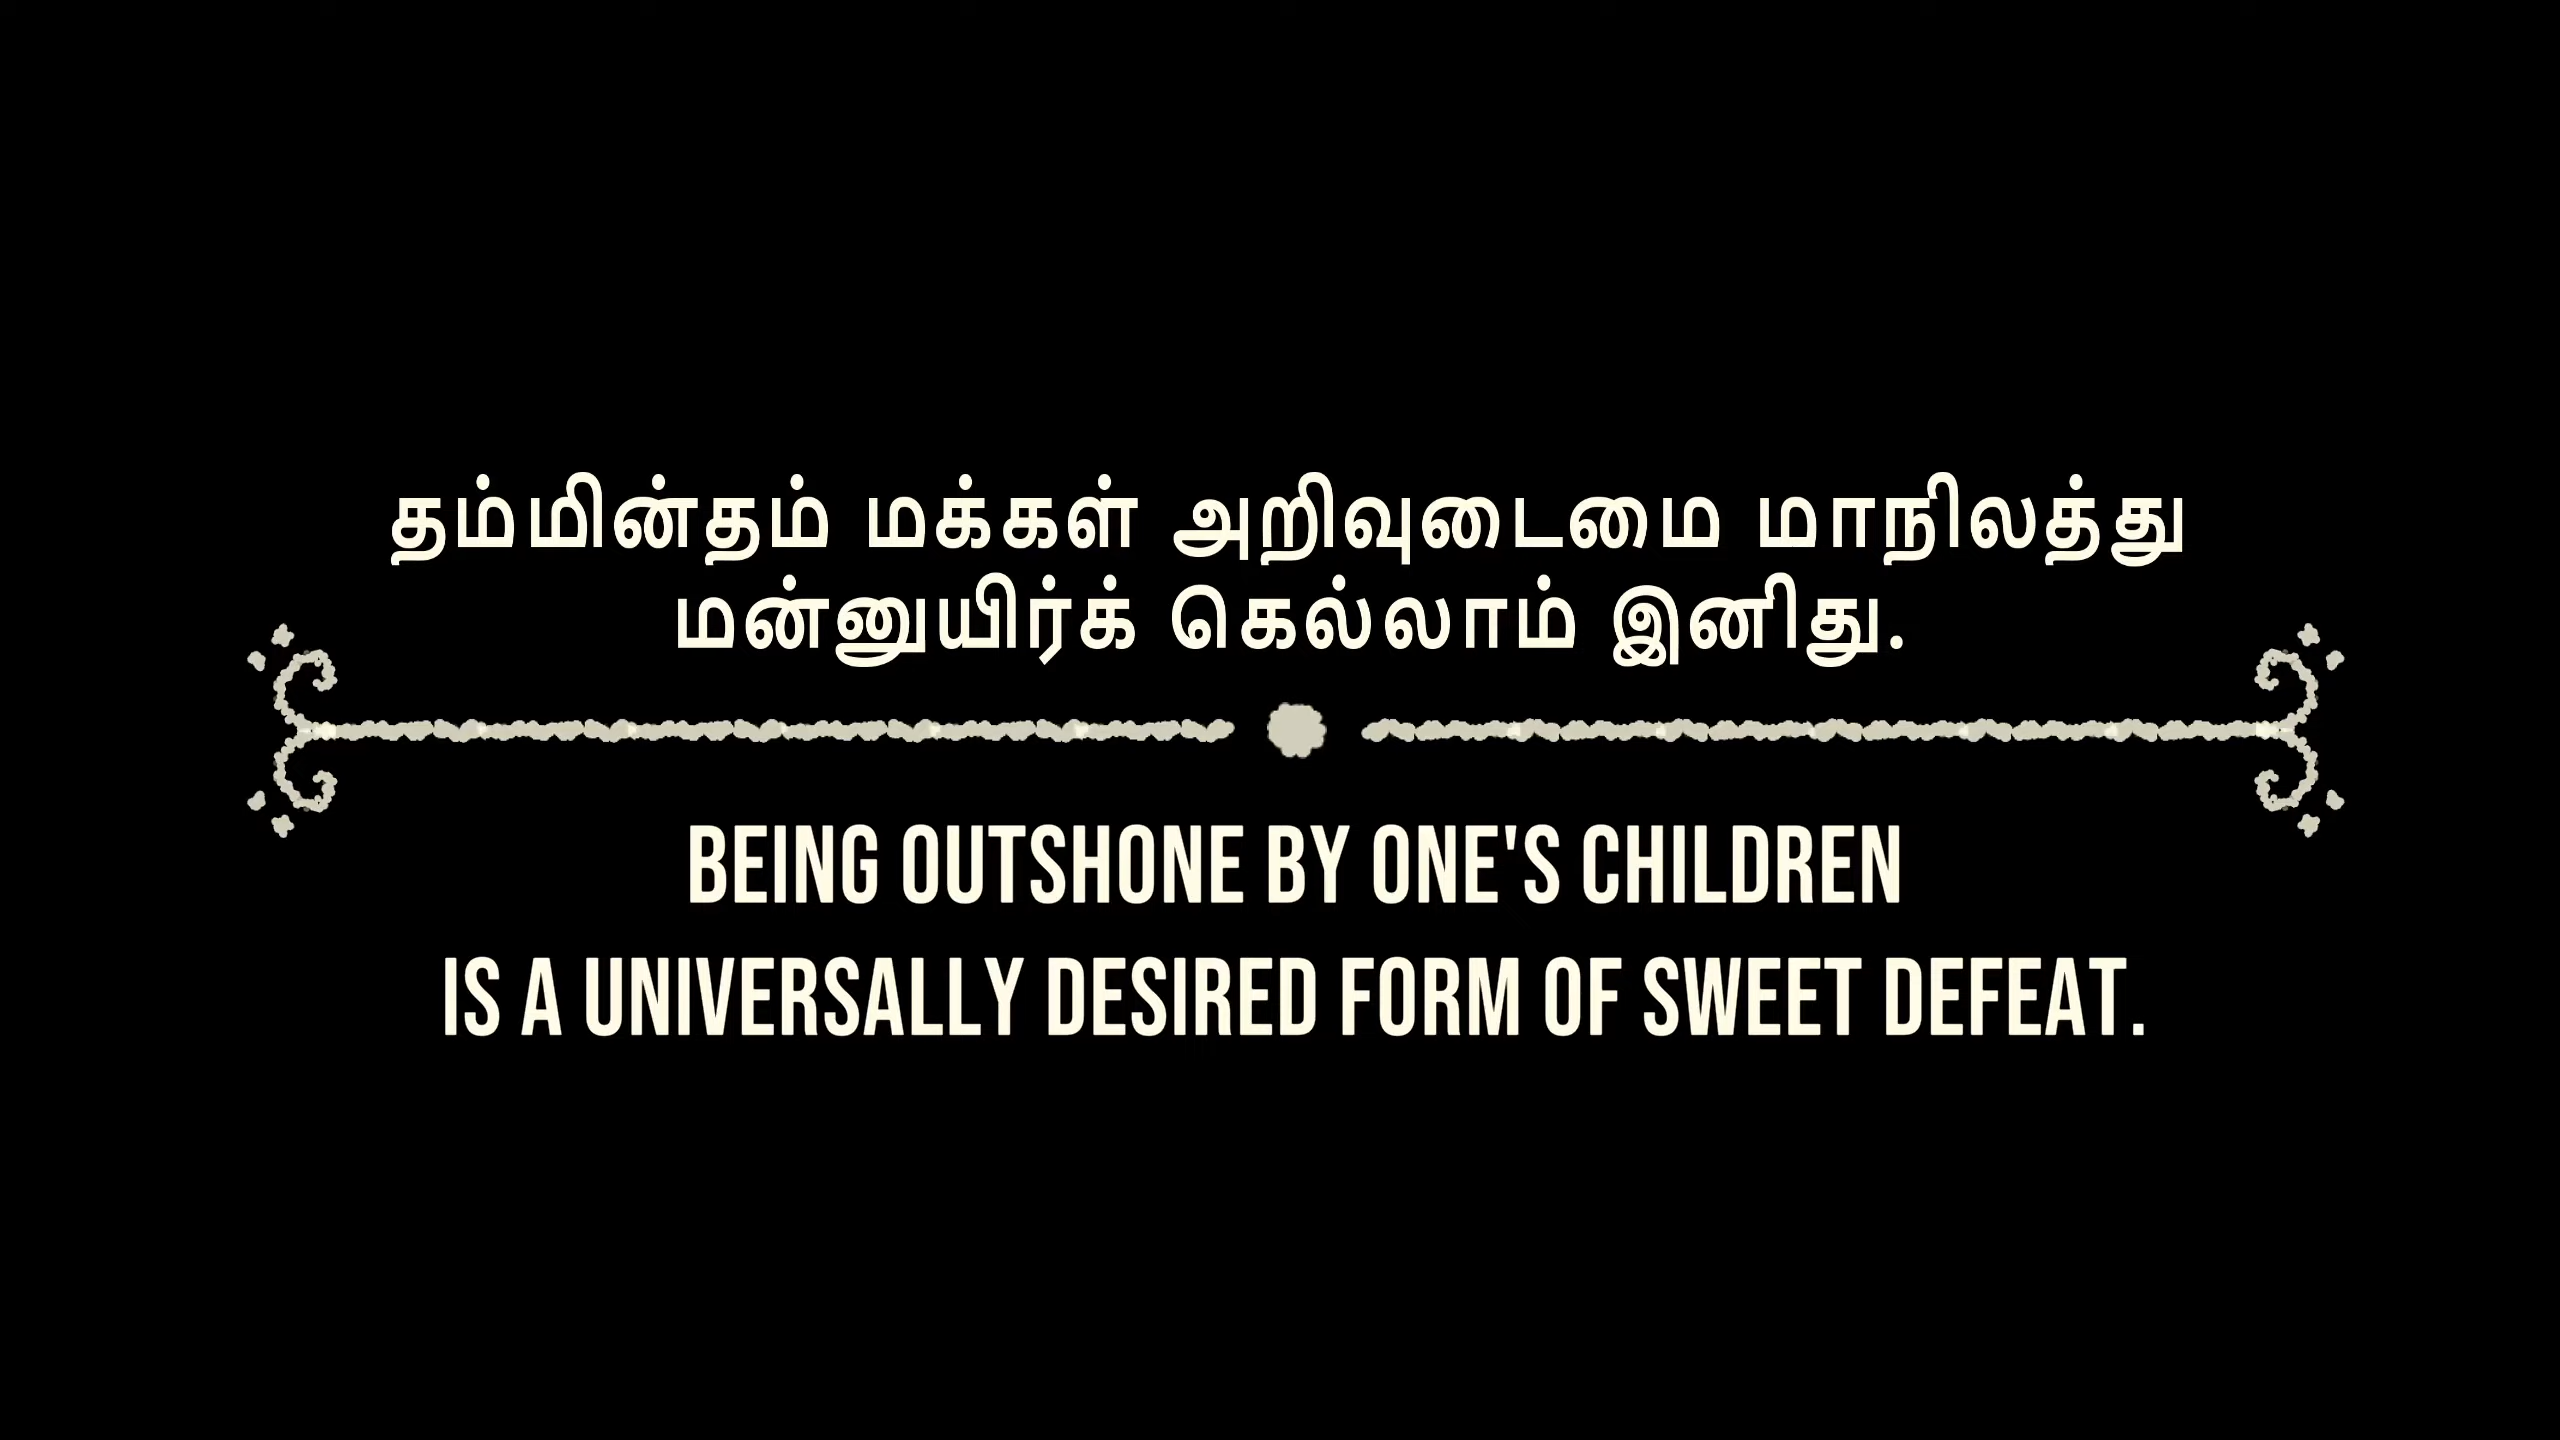 தம்மின்தம் மக்கள் அறிவுடைமை மாநிலத்து
மன்னுயிர்க் கெல்லாம் இனிது.
BEING OUTSHONE BY ONE'S CHILDREN
IS A UNIVERSALLY DESIRED FORM OF SWEET DEFEAT.